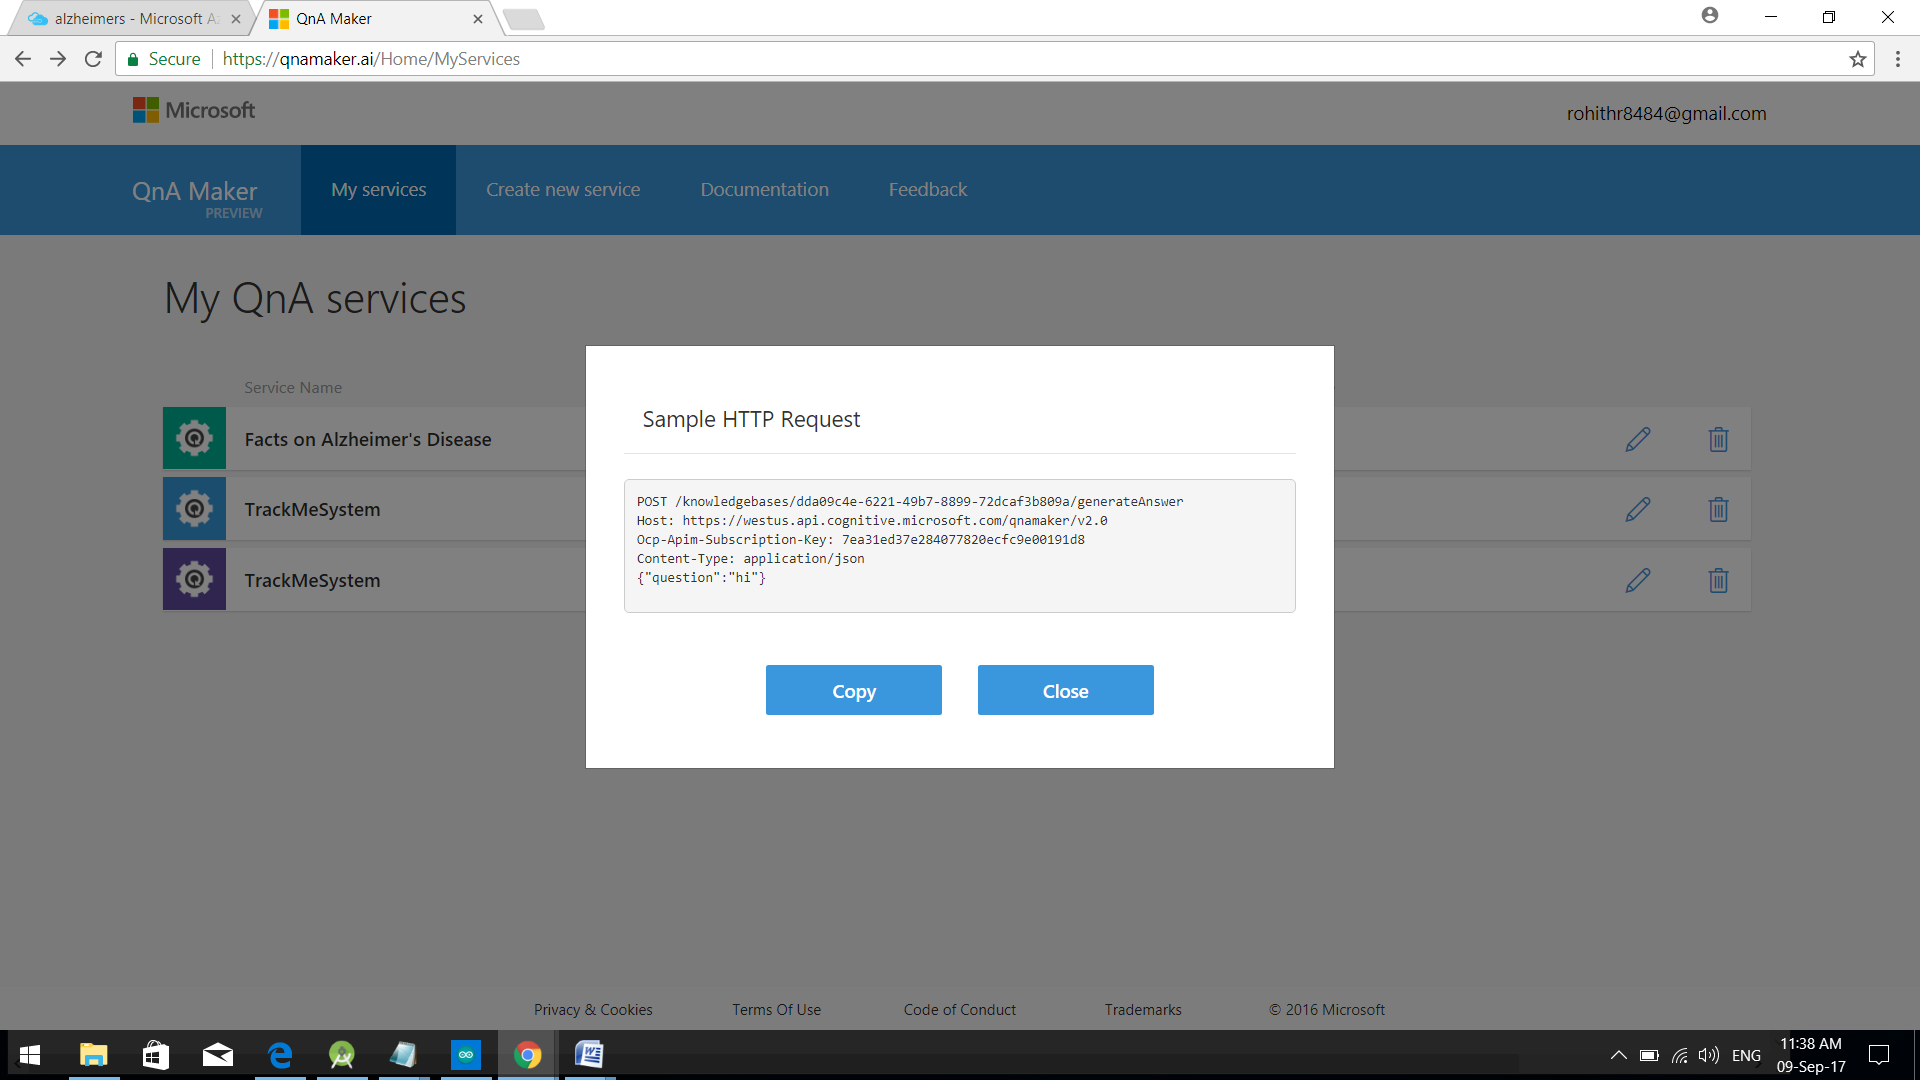 alzheimers - Microsoft A
QnA Maker
Secure
https://qnamaker.ai/Home/MyServices
Microsoft
rohithr8484@gmail.com
QnA Maker
PREVIEW
My services
Create new service
Documentation
Feedback
My QnA services
Service Name
Facts on Alzheimer's Disease
TrackMeSystem
TrackMeSystem
Sample HTTP Request
POST /knowledgebases/dda09c4e-6221-49b7-8899-72dcaf3b809a/generateAnswer
Host: https://westus.api.cognitive.microsoft.com/qnamaker/v2.0
Ocp-Apim-Subscription-Key: 7ea31ed37e284077820ecfc9e00191d8
Content-Type: application/json
{"question":"hi"}
Copy
Close
Privacy & Cookies
Terms Of Use
Code of Conduct
Trademarks
© 2016 Microsoft
ENG
11:38 AM
09-Sep-17